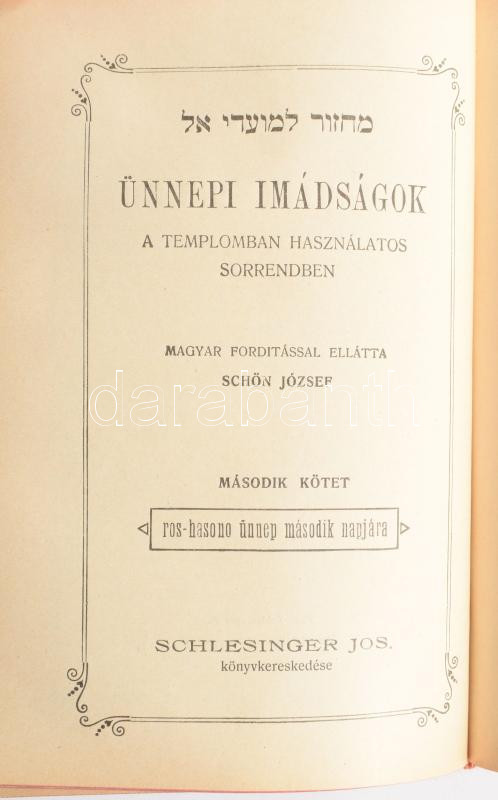 מחזור למועדי אל
ÜNNEPI IMÁDSÁGOK
A TEMPLOMBAN HASZNÁLATOS
SORRENDBEN
MAGYAR FORDITÁSSAL ELLÁTTA
SCHÖN JÓZSEF
darabanth
MÁSODIK KÖTET
ros-hasono ünnep második napjára
SCHLESINGER JOS.
könyvkereskedése